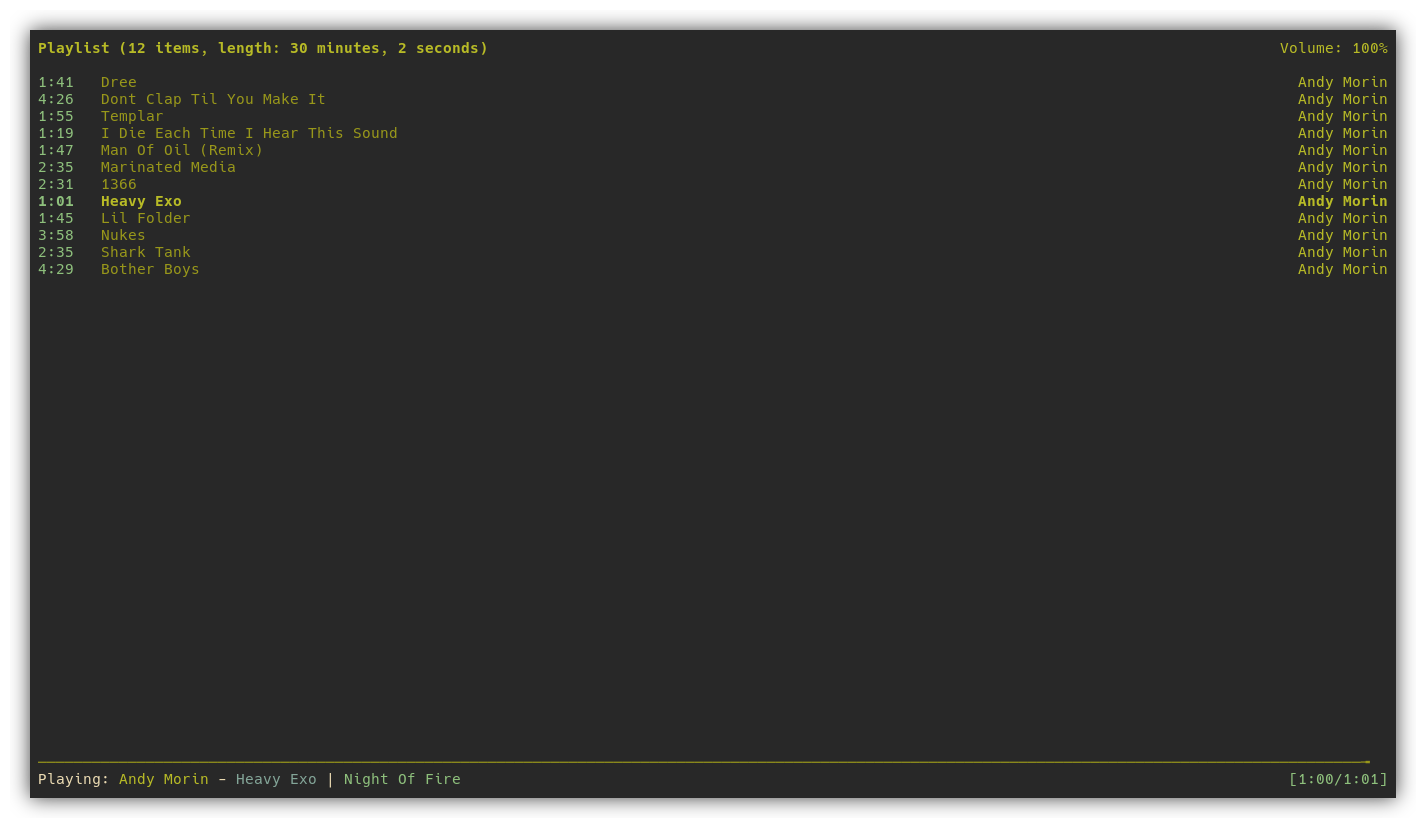 Playlist (12 items, length: 30 minutes, 2 seconds) Volume: 100%
1:41 Dree Andy Morin
4:26 Dont Clap Til You Make It Andy Morin
1:55 Templar Andy Morin
1:19 I Die Each Time I Hear This Sound Andy Morin
1:47 Man Of Oil (Remix) Andy Morin
2:35 Marinated Media Andy Morin
2:31 1366 Andy Morin
1:01 Heavy Exo Andy Morin
1:45 Lil Folder Andy Morin
3:58 Nukes Andy Morin
2:35 Shark Tank Andy Morin
4:29 Bother Boys Andy Morin
Playing: Andy Morin - Heavy Exo | Night Of Fire [1:00/1:01]